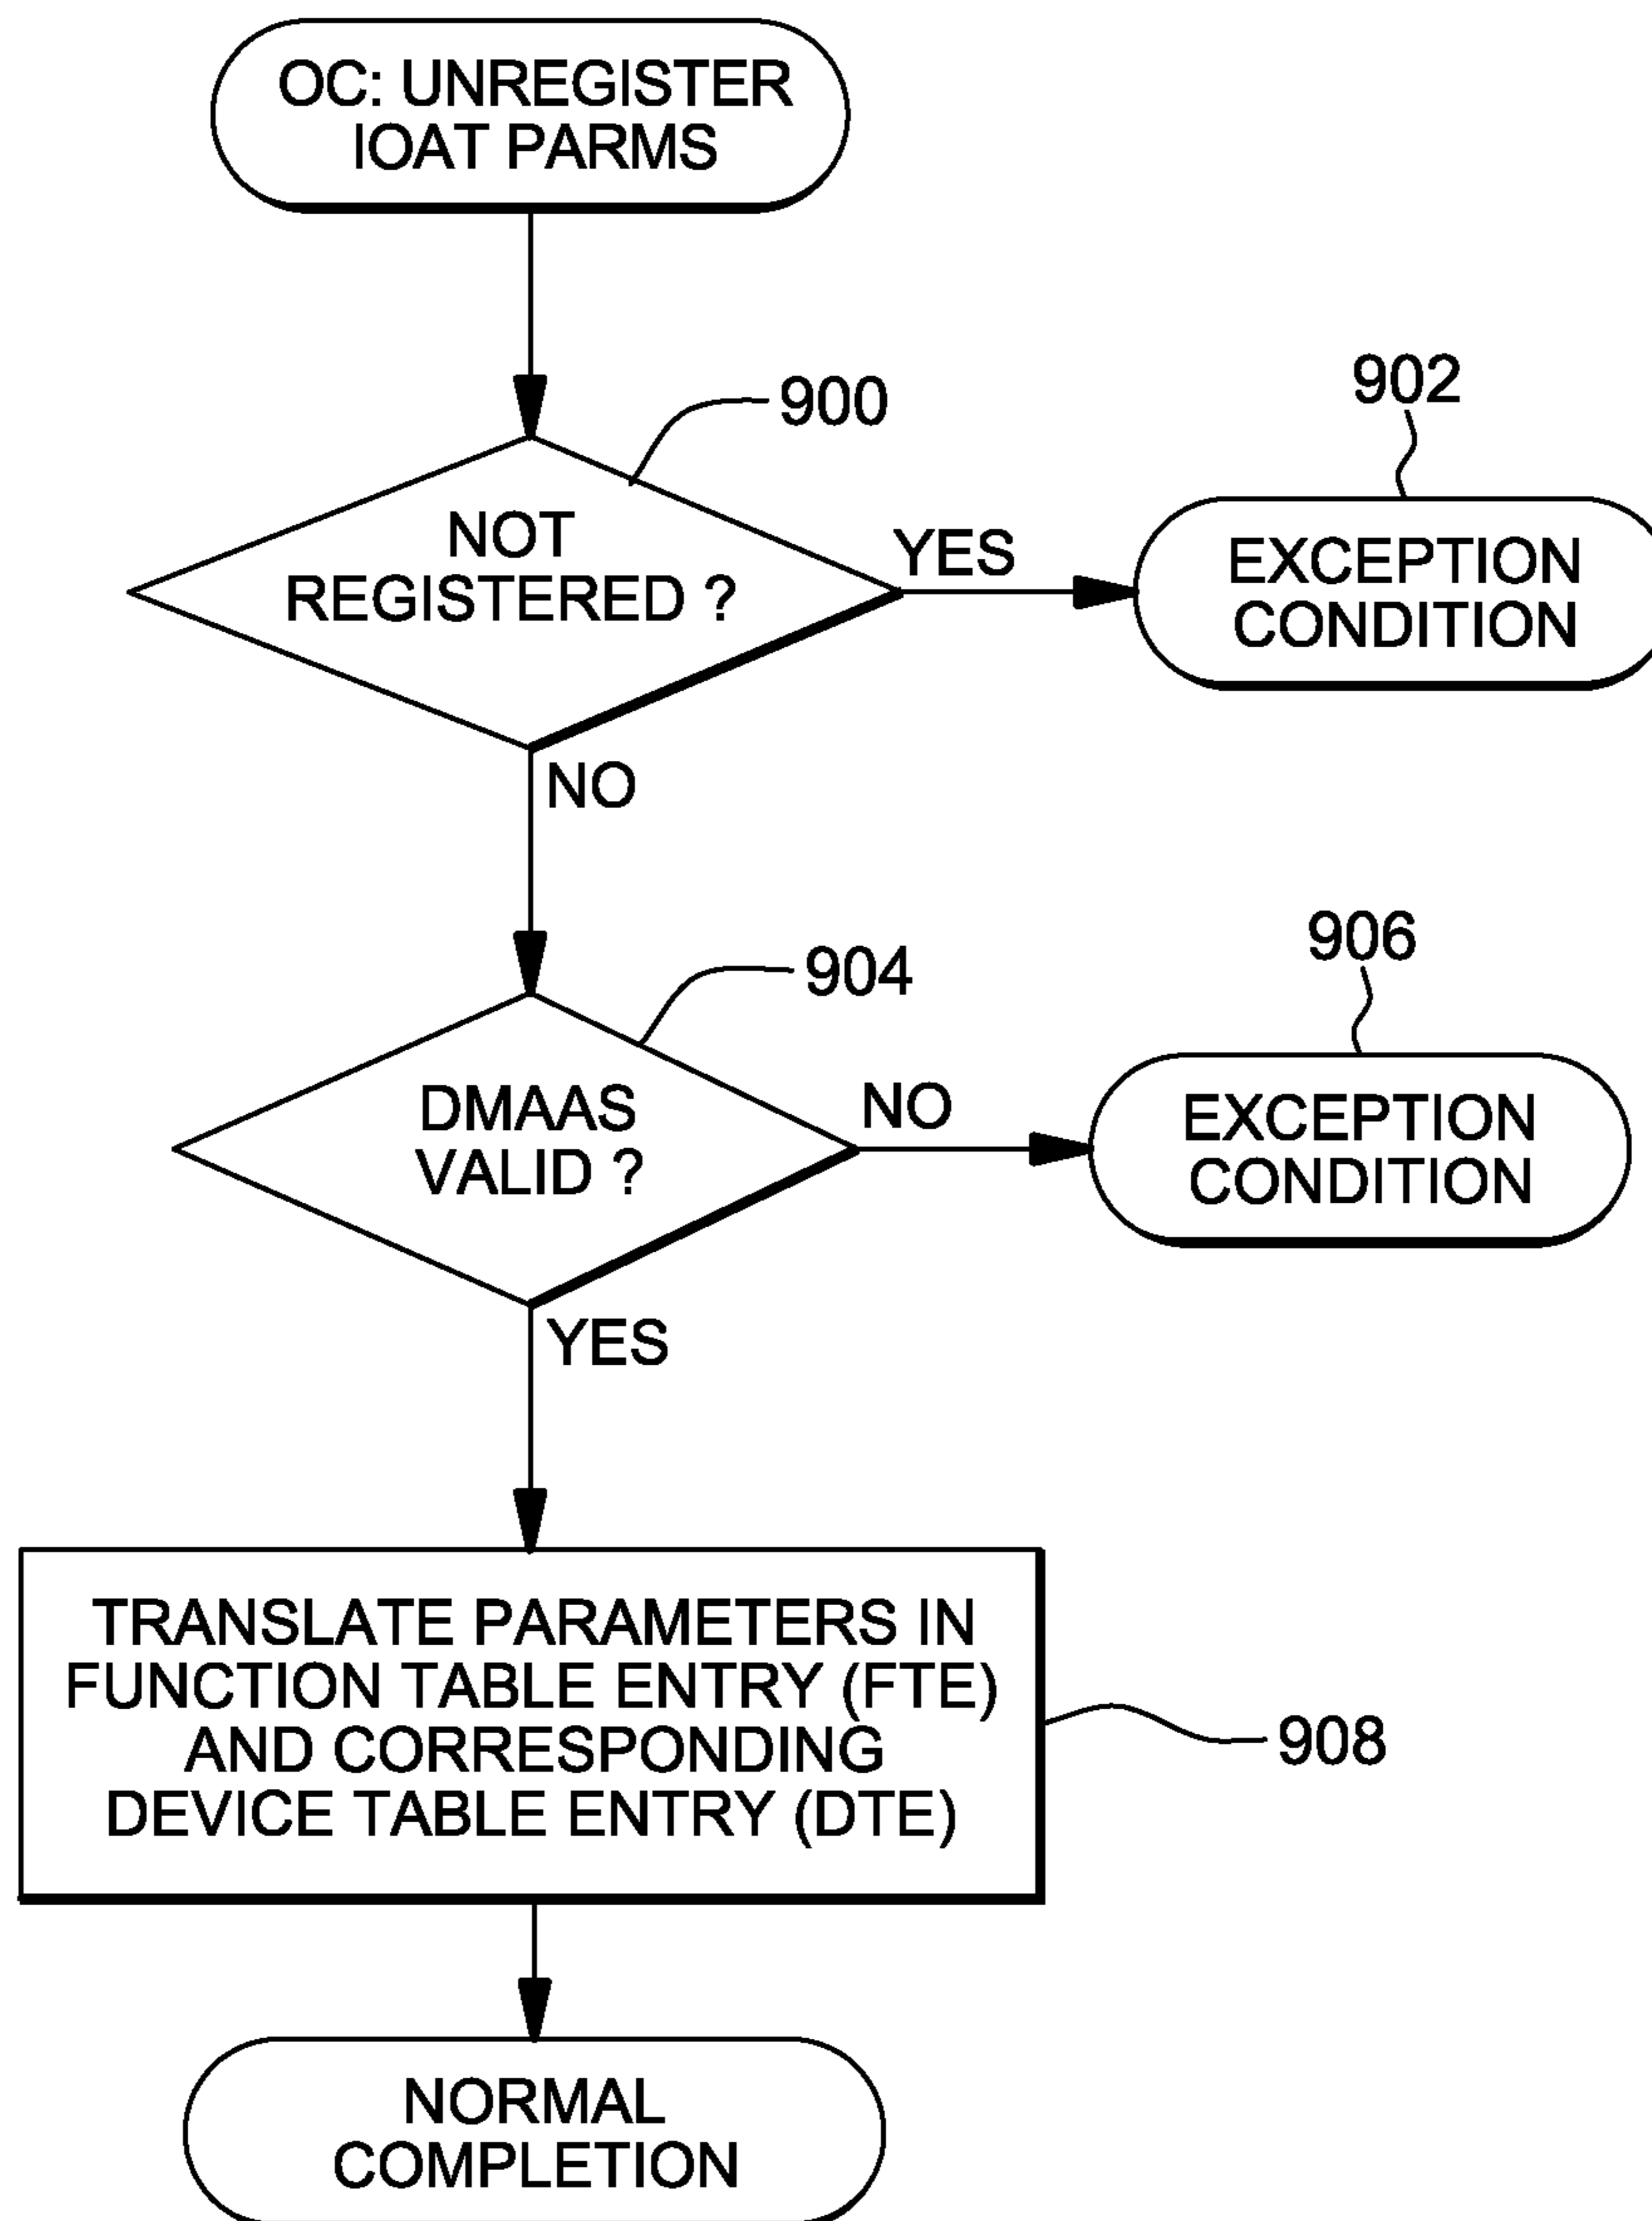 OC: UNREGISTER
IOAT PARMS
900
902
NOT
REGISTERED ?
YES
EXCEPTION
CONDITION
NO
904
906
DMAAS
VALID ?
NO
EXCEPTION
CONDITION
YES
TRANSLATE PARAMETERS IN
FUNCTION TABLE ENTRY (FTE)
AND CORRESPONDING
DEVICE TABLE ENTRY (DTE)
908
NORMAL
COMPLETION